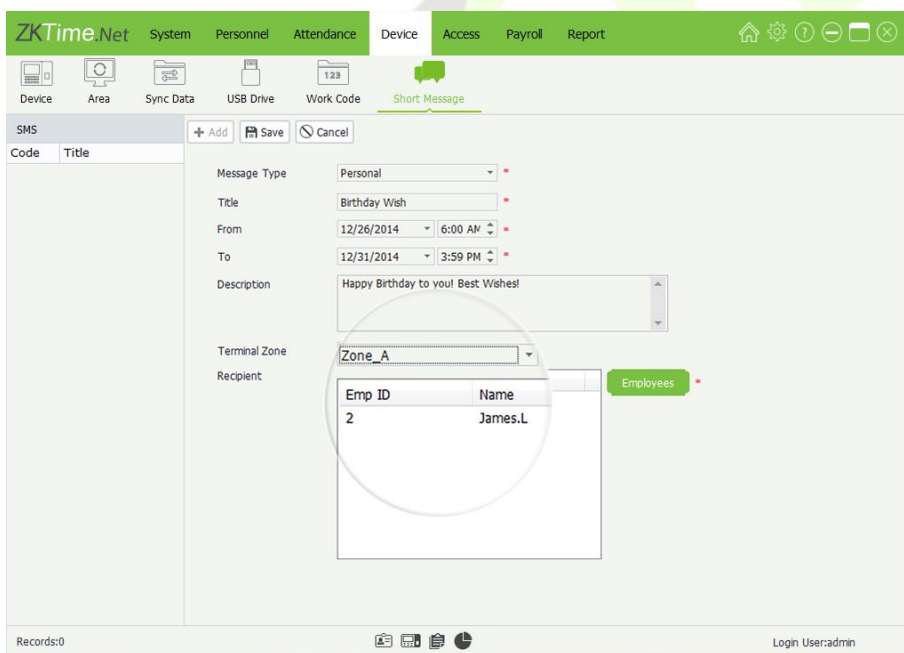 ZKTime.Net System Personnel Attendance Device Access Payroll Report
Device Area Sync Data USB Drive 123 Work Code Short Message
SMS + Add Save Cancel
Code Title
Message Type Personal *
Title Birthday Wish *
From 12/26/2014 6:00 AM *
To 12/31/2014 3:59 PM *
Description Happy Birthday to you! Best Wishes!
Terminal Zone Zone_A
Recipient Employees *
Emp ID Name
2 James.L
Records:0 Login User:admin